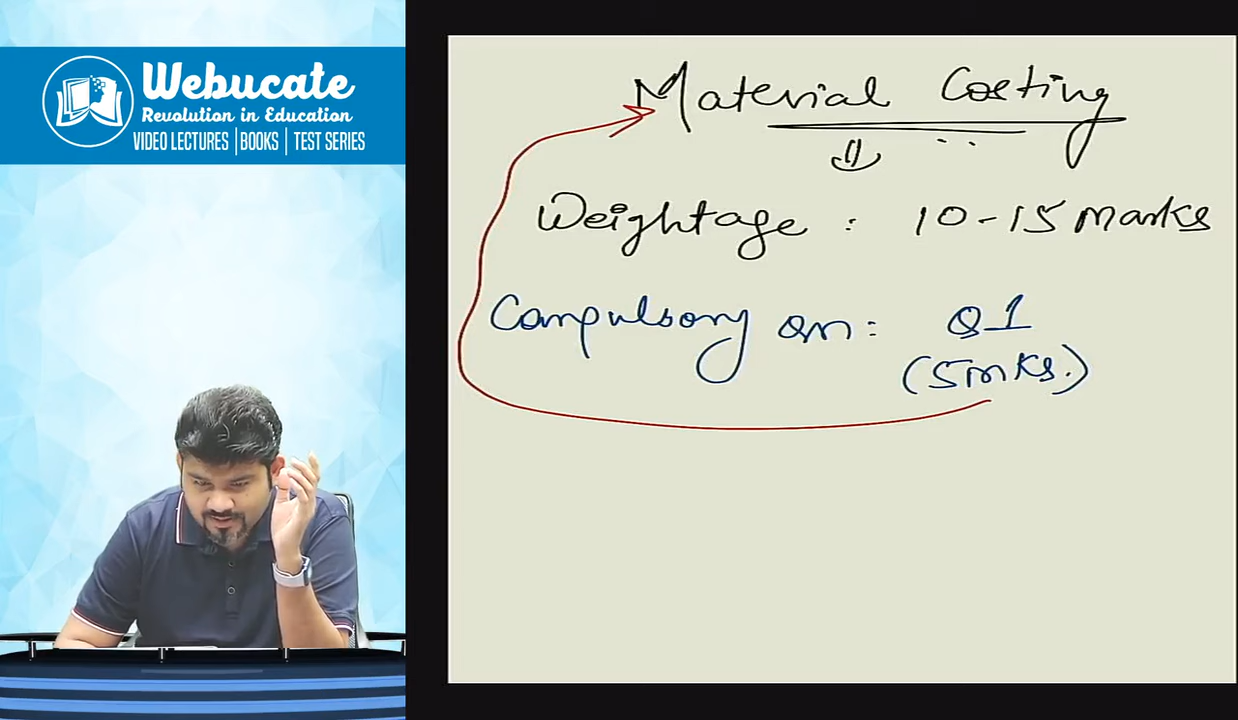 Webucate
Revolution in Education
VIDEO LECTURES | BOOKS | TEST SERIES
Material Costing
Weightage : 10-15 marks
Compulsory Qn: Q1
(5mks.)